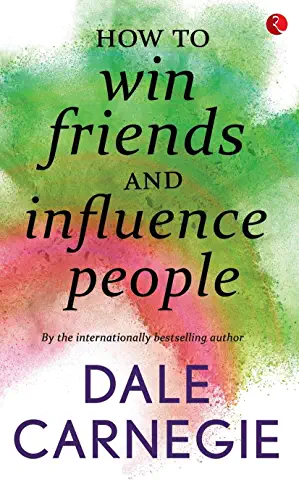 HOW TO
win
friends
AND
influence
people
By the internationally bestselling author
DALE
CARNEGIE